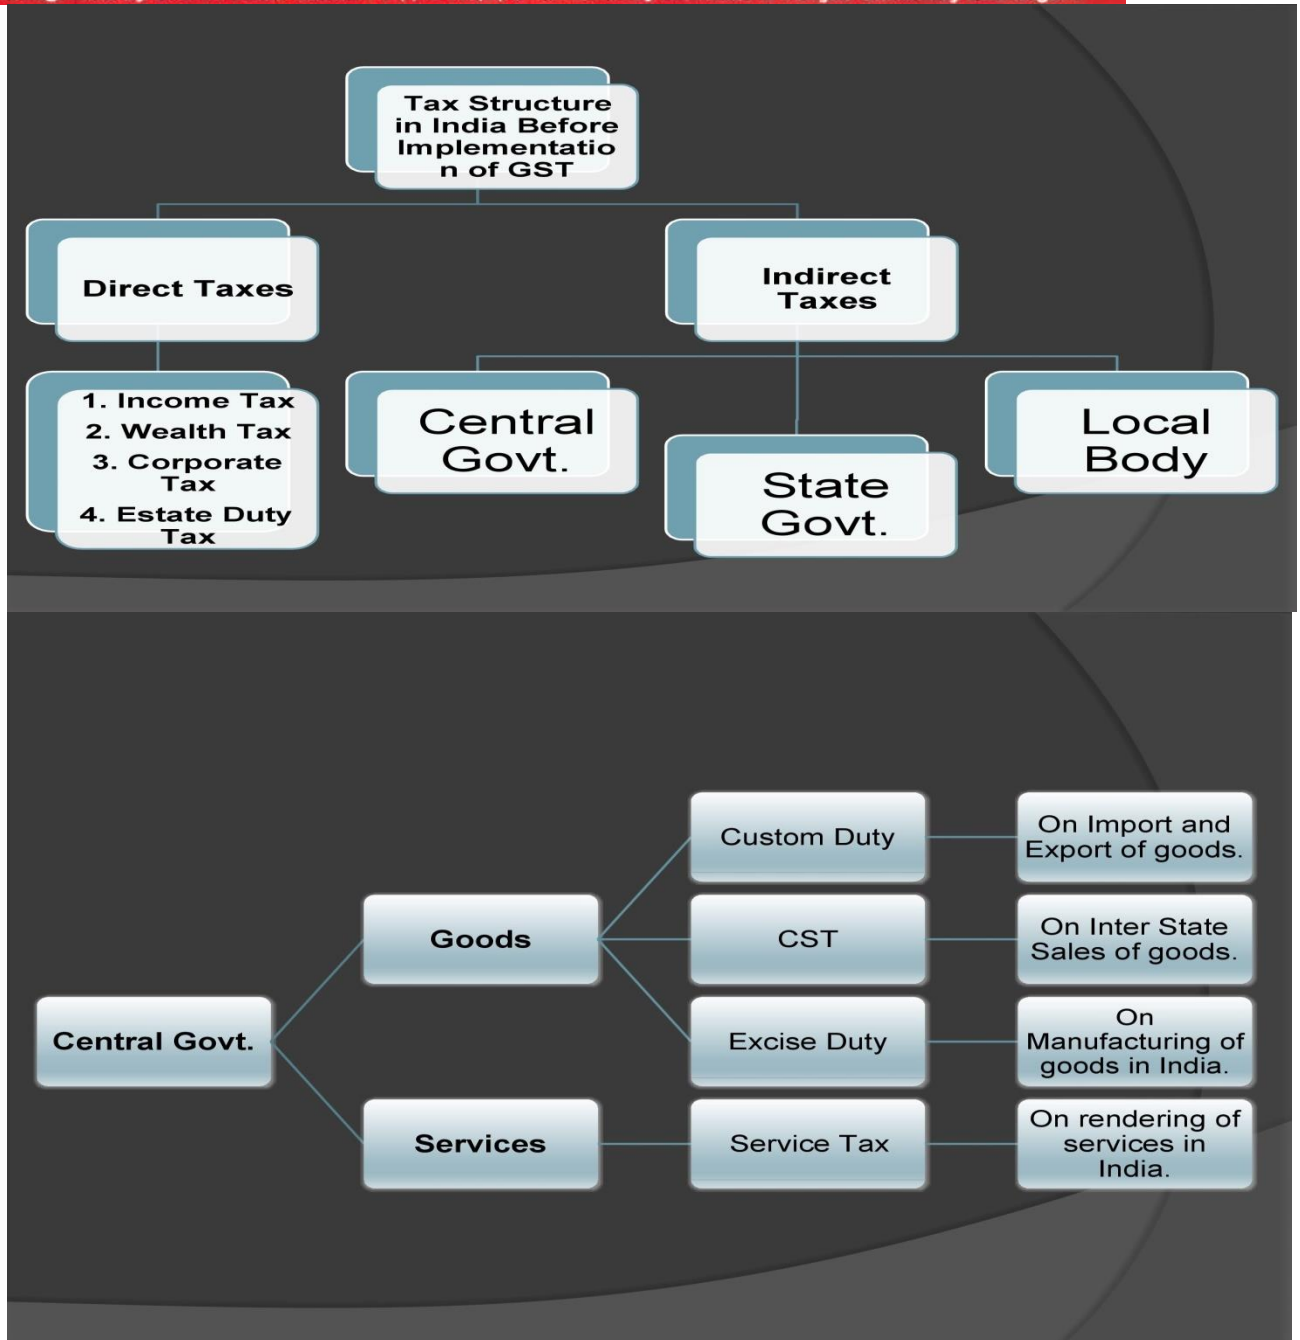 Tax Structure
in India Before
Implementatio
n of GST
Direct Taxes
Indirect
Taxes
1. Income Tax
2. Wealth Tax
3. Corporate
Tax
4. Estate Duty
Tax
Central
Govt.
State
Govt.
Local
Body
Central Govt.
Goods
Services
Custom Duty
On Import and
Export of goods.
CST
On Inter State
Sales of goods.
Excise Duty
On
Manufacturing of
goods in India.
Service Tax
On rendering of
services in
India.